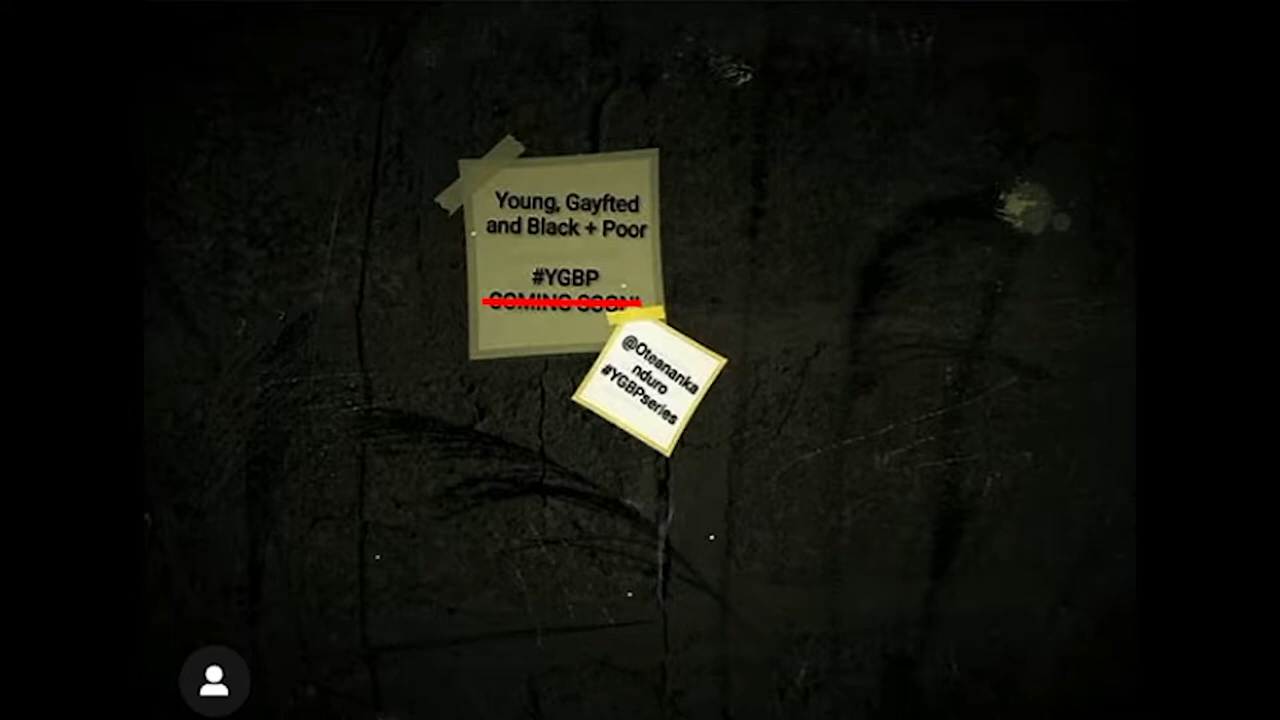 Young, Gayfted
and Black + Poor
#YGBP
COMING SOON!
@Oteananka
nduro
#YGBPseries